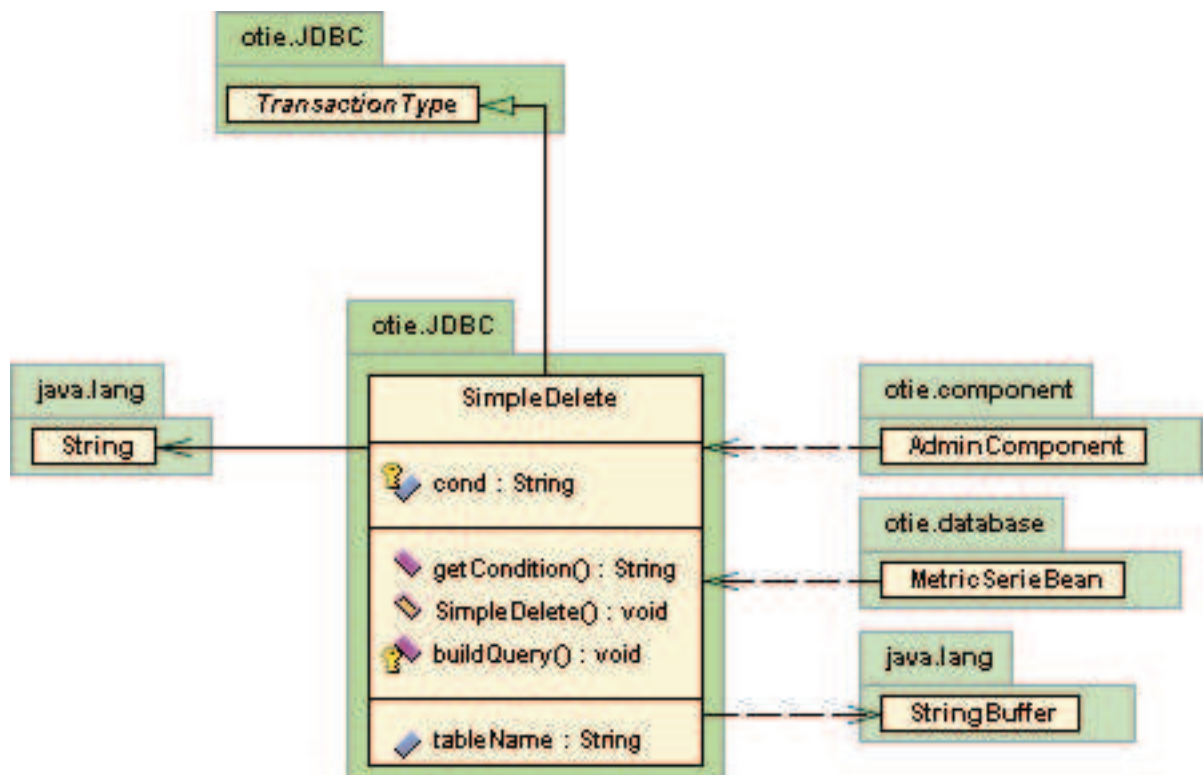 otie.JDBC
TransactionType
otie.JDBC
java.lang
String
SimpleDelete
cond : String
getCondition() : String
SimpleDelete() : void
buildQuery() : void
tableName : String
otie.component
AdminComponent
otie.database
MetricSerieBean
java.lang
StringBuffer